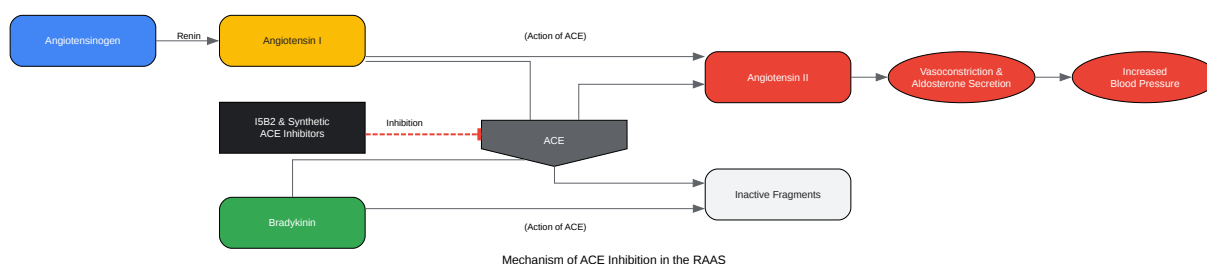 Angiotensinogen
Renin
Angiotensin I
(Action of ACE)
Angiotensin II
Vasoconstriction &
Aldosterone Secretion
Increased
Blood Pressure
I5B2 & Synthetic
ACE Inhibitors
Inhibition
ACE
Inactive Fragments
Bradykinin
(Action of ACE)
Mechanism of ACE Inhibition in the RAAS